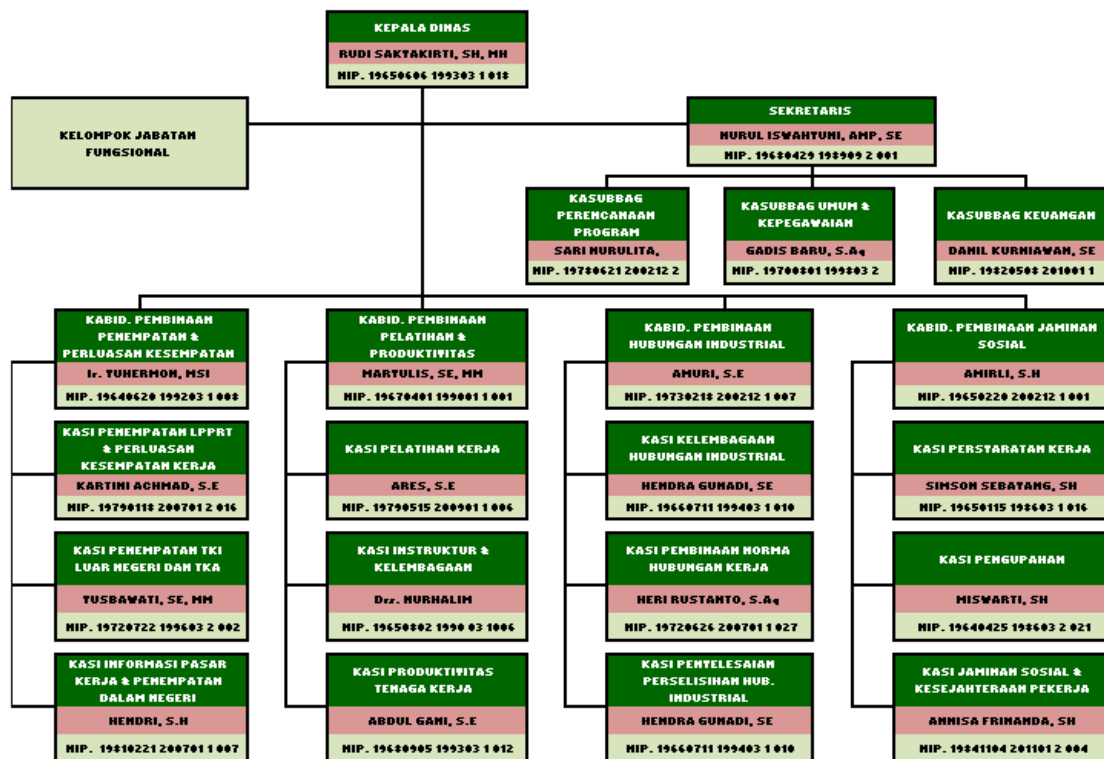 KEPALA DINAS
RUDI SAKTAKIRTI, SH, MH
NIP. 19650606 199303 1 018
KELOMPOK JABATAN
FUNGSIONAL
SEKRETARIS
NURUL ISWAHTUNI, AMP, SE
NIP. 19680429 198909 2 001
KASUBBAG
PERENCANAAN
PROGRAM
SARI NURULITA,
NIP. 19780621 200212 2
KASUBBAG UMUM &
KEPEGAWAIAN
GADIS BARU, S.Ag
NIP. 19700801 199803 2
KASUBBAG KEUANGAN
DANIL KURNIAWAN, SE
NIP. 19820508 201001 1
KABID. PEMBINAAN
PENEMPATAN &
PERLUASAN KESEMPATAN
Ir. TUHERMON, MSI
NIP. 19640620 199203 1 008
KABID. PEMBINAAN
PELATIHAN &
PRODUKTIVITAS
MARTULIS, SE, MM
NIP. 19670401 199001 1 001
KABID. PEMBINAAN
HUBUNGAN INDUSTRIAL
AMURI, S.E
NIP. 19730218 200212 1 007
KABID. PEMBINAAN JAMINAN
SOSIAL
AMIRLI, S.H
NIP. 19650220 200212 1 001
KASI PENEMPATAN LPPRT
& PERLUASAN
KESEMPATAN KERJA
KARTINI ACHMAD, S.E
NIP. 19790118 200701 2 016
KASI PELATIHAN KERJA
ARES, S.E
NIP. 19790515 200901 1 006
KASI KELEMBAGAAN
HUBUNGAN INDUSTRIAL
HENDRA GUNADI, SE
NIP. 19660711 199403 1 010
KASI PERSYARATAN KERJA
SIMSON SEBAYANG, SH
NIP. 19650115 198603 1 016
KASI PENEMPATAN TKI
LUAR NEGERI DAN TKA
TUSBAWATI, SE, MM
NIP. 19720722 199603 2 002
KASI INSTRUKTUR &
KELEMBAGAAN
Drs. NURHALIM
NIP. 19650802 1990 03 1006
KASI PEMBINAAN NORMA
HUBUNGAN KERJA
HERI RUSTANTO, S.Ag
NIP. 19720626 200701 1 027
KASI PENGUPAHAN
MISWARTI, SH
NIP. 19640425 198603 2 021
KASI INFORMASI PASAR
KERJA & PENEMPATAN
DALAM NEGERI
HENDRI, S.H
NIP. 19810221 200701 1 007
KASI PRODUKTIVITAS
TENAGA KERJA
ABDUL GANI, S.E
NIP. 19680905 199303 1 012
KASI PENYELESAIAN
PERSELISIHAN HUB.
INDUSTRIAL
HENDRA GUNADI, SE
NIP. 19660711 199403 1 010
KASI JAMINAN SOSIAL &
KESEJAHTERAAN PEKERJA
ANNISA FRINANDA, SH
NIP. 19841104 201101 2 004